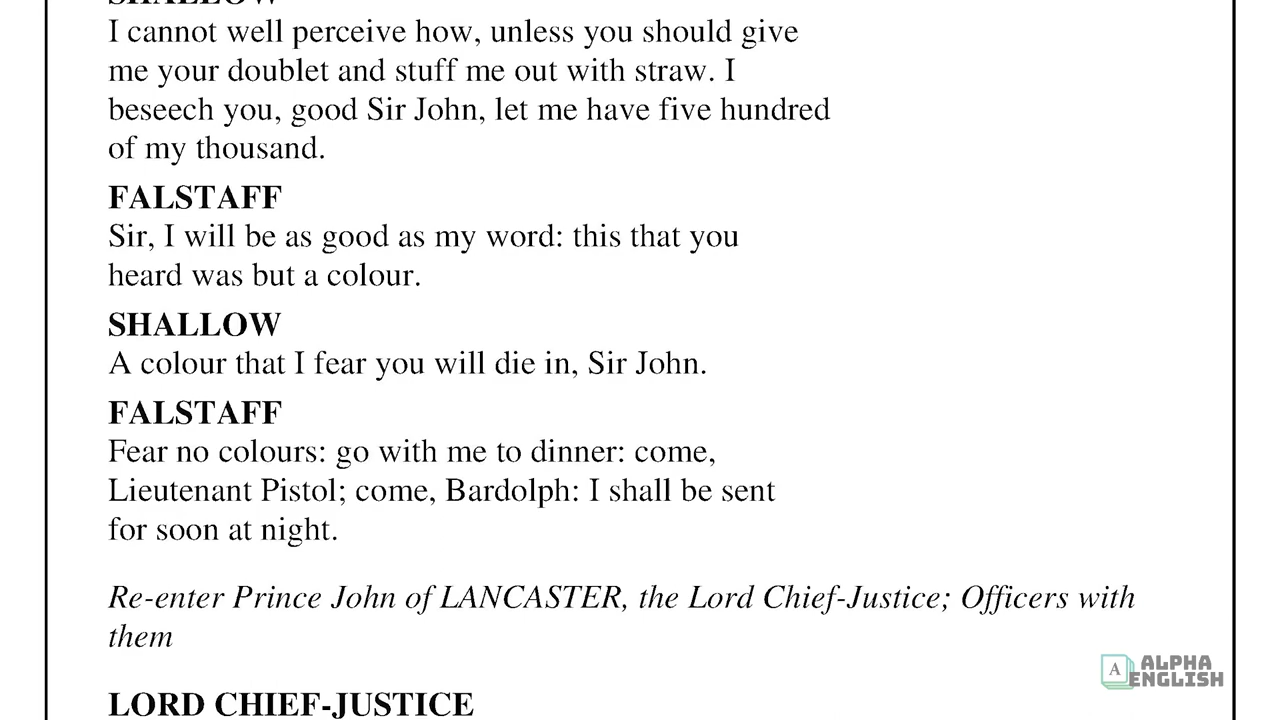 SHALLOW
I cannot well perceive how, unless you should give
me your doublet and stuff me out with straw. I
beseech you, good Sir John, let me have five hundred
of my thousand.
FALSTAFF
Sir, I will be as good as my word: this that you
heard was but a colour.
SHALLOW
A colour that I fear you will die in, Sir John.
FALSTAFF
Fear no colours: go with me to dinner: come,
Lieutenant Pistol; come, Bardolph: I shall be sent
for soon at night.
Re-enter Prince John of LANCASTER, the Lord Chief-Justice; Officers with
them
A ALPHA
ENGLISH
LORD CHIEF-JUSTICE